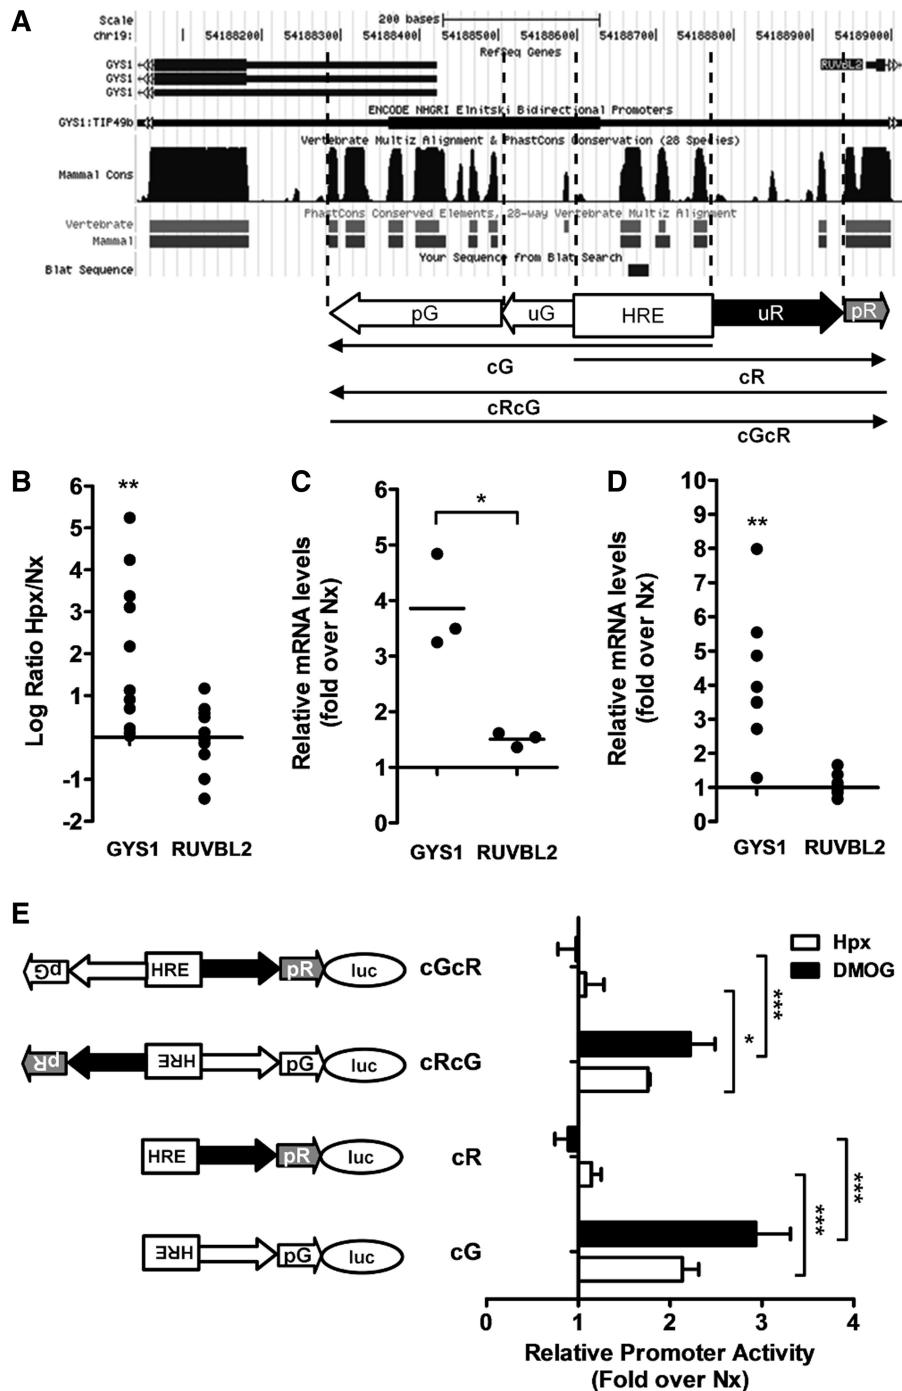 A
Scale 200 bases
chr19: 54188200 54188300 54188400 54188500 54188600 54188700 54188800 54188900 54189000
RefSeq Genes
GYS1 RUVBL2
GYS1
GYS1
ENCODE NHGRI Elnitski Bidirectional Promoters
GYS1:TIP49b
Vertebrate Multiz Alignment & PhastCons Conservation (28 Species)
Mammal Cons
PhastCons Conserved Elements, 28-way Vertebrate Multiz Alignment
Vertebrate
Mammal
Your Sequence from Blat Search
Blat Sequence
pG uG HRE uR pR
cG
cR
cRcG
cGcR
B
Log Ratio Hpx/Nx
6
5
4
3
2
1
-1
-2
**
GYS1 RUVBL2
C
Relative mRNA levels
(fold over Nx)
6
5
4
3
2
1
0
*
GYS1 RUVBL2
D
Relative mRNA levels
(fold over Nx)
10
9
8
7
6
5
4
3
2
1
0
**
GYS1 RUVBL2
E
pG HRE pR luc cGcR
pR HRE pG luc cRcG
HRE pR luc cR
HRE pG luc cG
Hpx
DMOG
***
*
***
***
0 1 2 3 4
Relative Promoter Activity
(Fold over Nx)